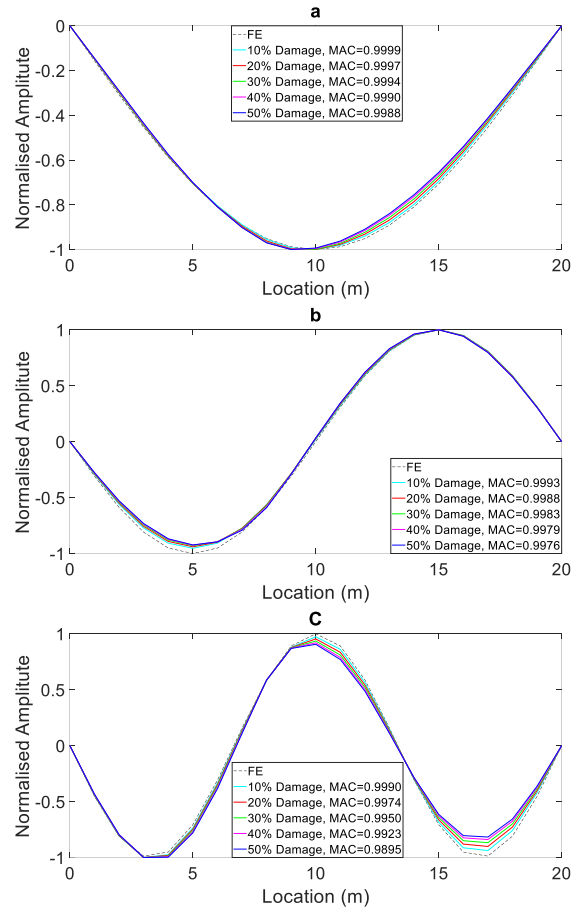 a
Normalised Amplitude
0
-0.2
-0.4
-0.6
-0.8
-1
FE
10% Damage, MAC=0.9999
20% Damage, MAC=0.9997
30% Damage, MAC=0.9994
40% Damage, MAC=0.9990
50% Damage, MAC=0.9988
0 5 10 15 20
Location (m)
b
Normalised Amplitude
1
0.5
0
-0.5
-1
FE
10% Damage, MAC=0.9993
20% Damage, MAC=0.9988
30% Damage, MAC=0.9983
40% Damage, MAC=0.9979
50% Damage, MAC=0.9976
0 5 10 15 20
Location (m)
C
Normalised Amplitude
1
0.5
0
-0.5
-1
FE
10% Damage, MAC=0.9990
20% Damage, MAC=0.9974
30% Damage, MAC=0.9950
40% Damage, MAC=0.9923
50% Damage, MAC=0.9895
0 5 10 15 20
Location (m)